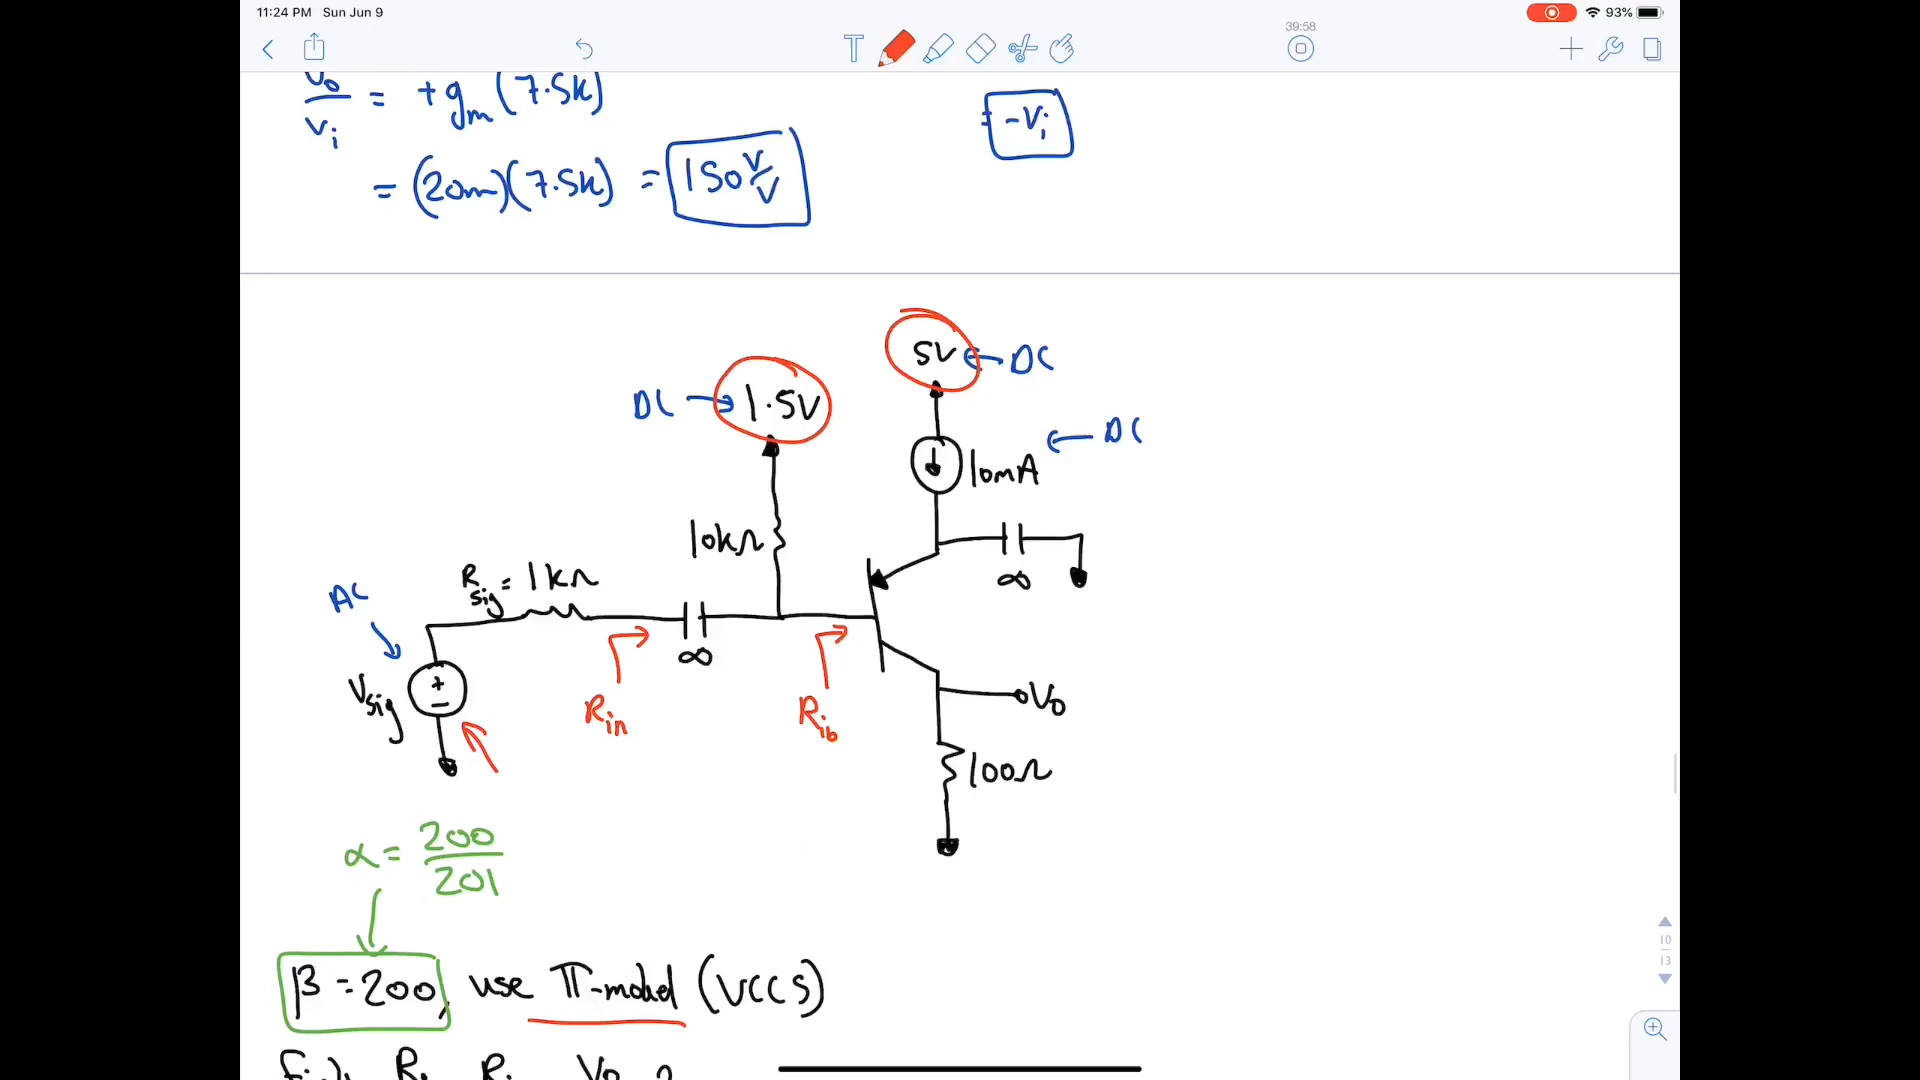 11:24 PM Sun Jun 9
93%
39:58
vo/vi = +gm(7.5k)
= (20m)(7.5k) = 150 V/V
= -Vi
5V ← DC
DC → 1.5V
← DC
10mA
10kΩ
Rsig = 1kΩ
AC
∞
∞
Vsig
+
-
Rin
Rib
Vo
100Ω
α = 200/201
β = 200, use π-model (VCCS)
10
13